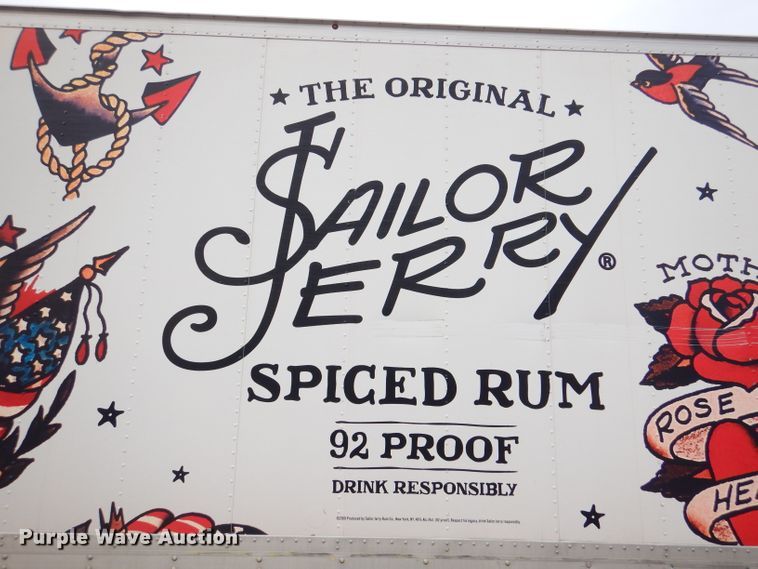 THE ORIGINAL
SAILOR
JERRY®
SPICED RUM
92 PROOF
DRINK RESPONSIBLY
MOTH
ROSE
HE
Purple Wave Auction